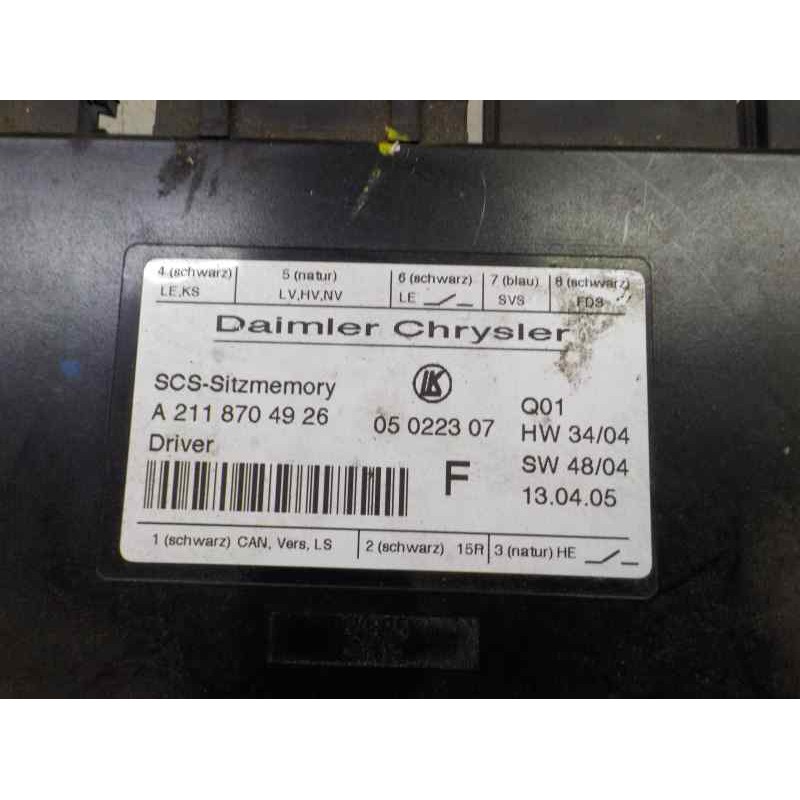 4 (schwarz) 5 (natur) 6 (schwarz) 7 (blau) 8 (schwarz)
LE,KS LV,HV,NV LE SVS FDS
Daimler Chrysler
SCS-Sitzmemory LK Q01
A 211 870 49 26 05 0223 07 HW 34/04
Driver F SW 48/04
13.04.05
1 (schwarz) CAN, Vers, LS 2 (schwarz) 15R 3 (natur) HE